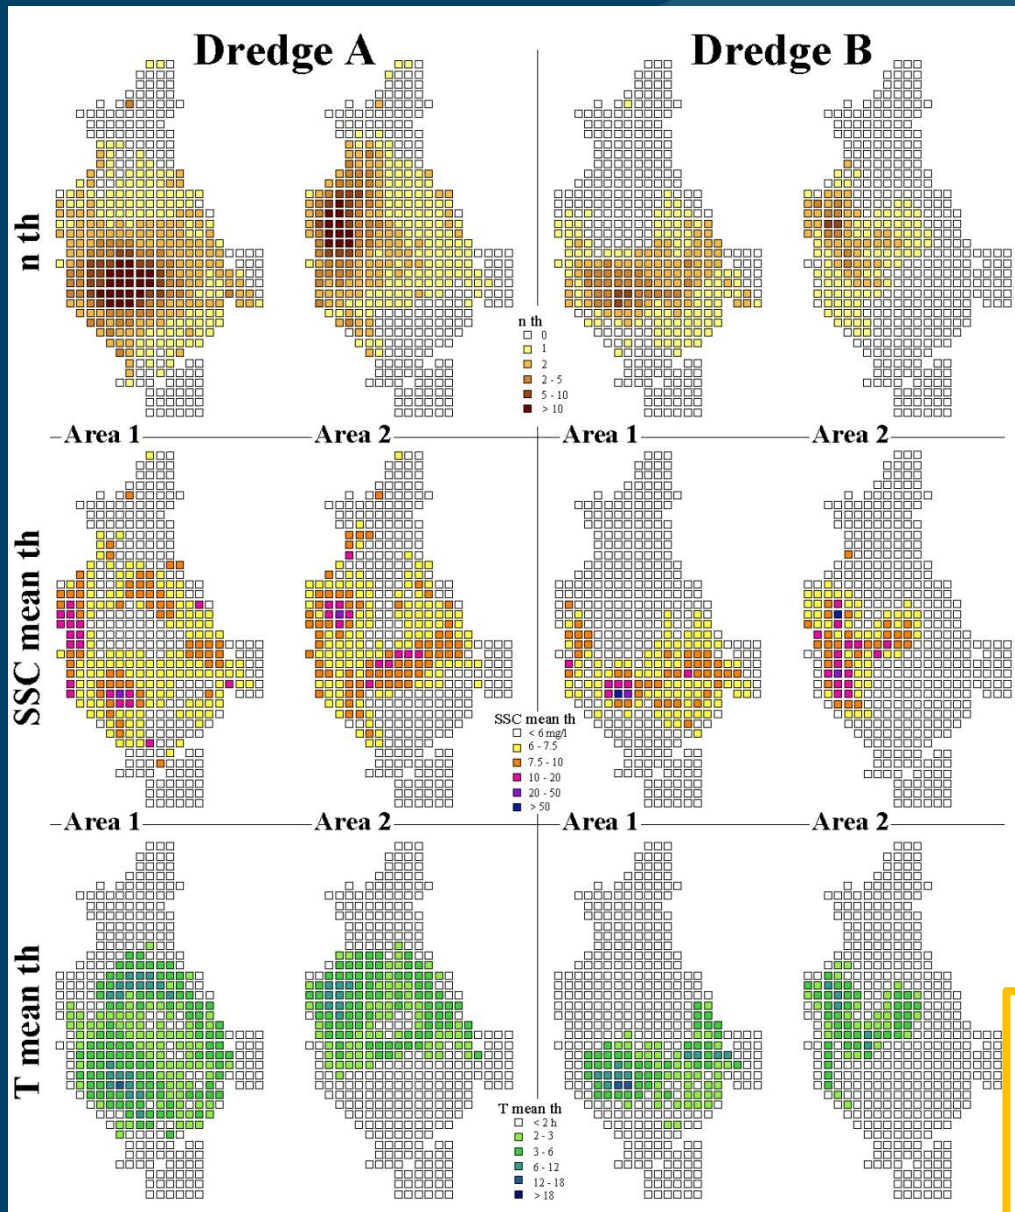 Dredge A
Dredge B
n th
n th
0
1
2
2 - 5
5 - 10
> 10
Area 1
Area 2
Area 1
Area 2
SSC mean th
SSC mean th
< 6 mg/l
6 - 7.5
7.5 - 10
10 - 20
20 - 50
> 50
Area 1
Area 2
Area 1
Area 2
T mean th
T mean th
< 2 h
2 - 3
3 - 6
6 - 12
12 - 18
> 18